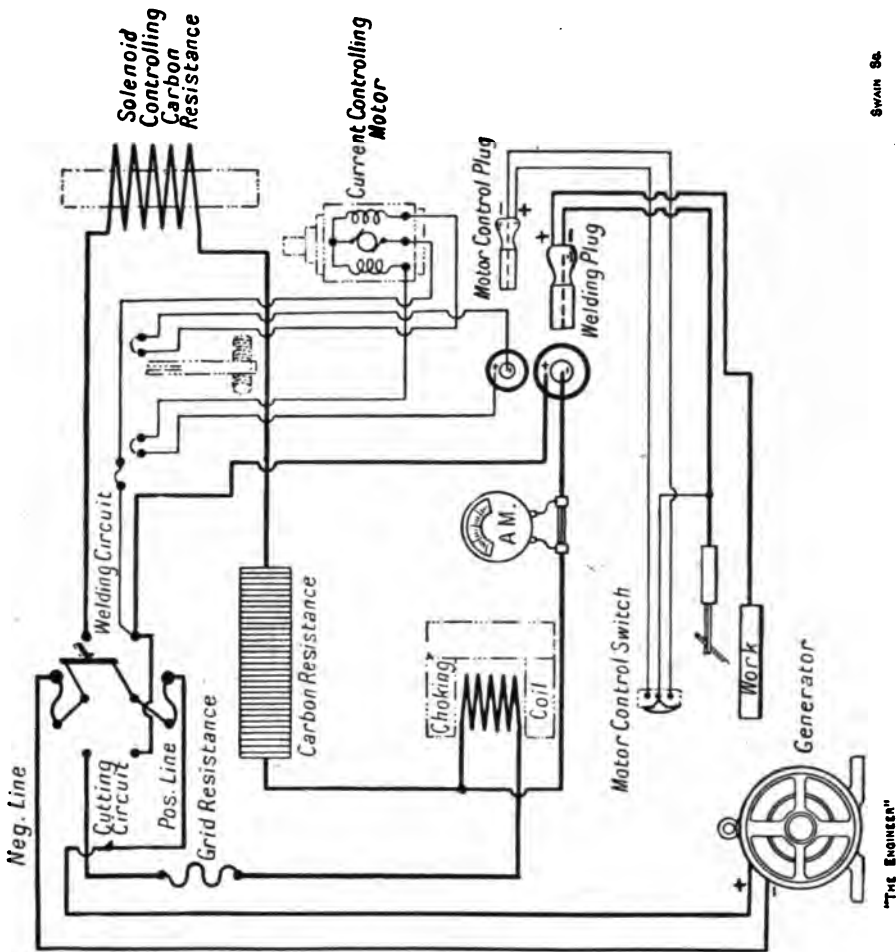 Solenoid
Controlling
Carbon
Resistance
Current Controlling
Motor
Motor Control Plug
+
+
Welding Plug
Welding Circuit
+
+
AM.
Carbon Resistance
Choking
Coil
Motor Control Switch
Work
Generator
+
-
Neg. Line
Cutting
Circuit
Pos. Line
Grid Resistance
"THE ENGINEER"
SWAIN SC.